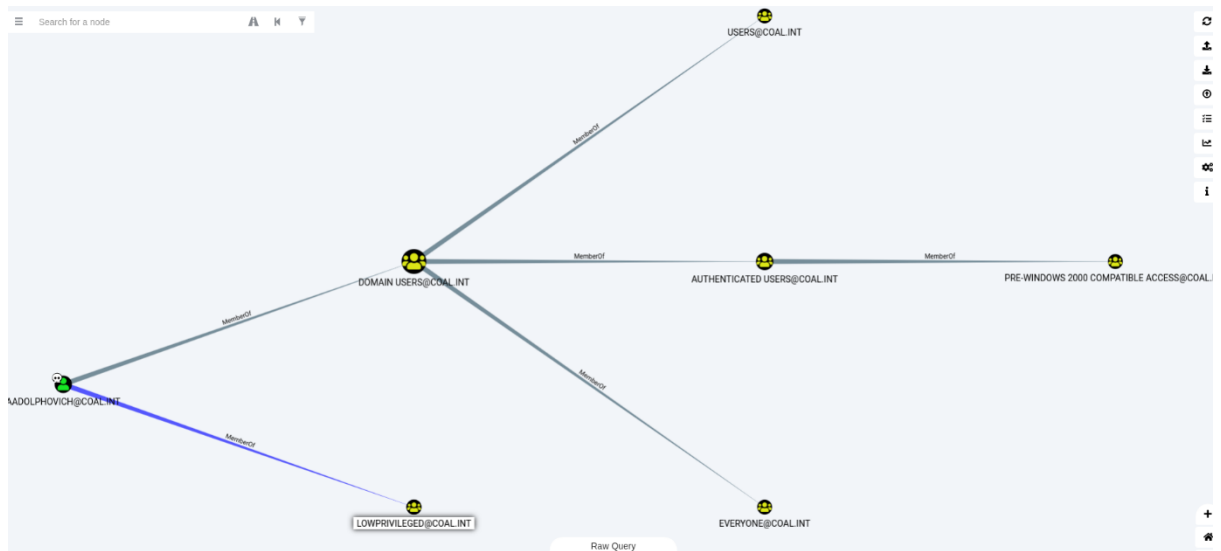 Search for a node
USERS@COAL.INT
MemberOf
MemberOf
MemberOf
DOMAIN USERS@COAL.INT
AUTHENTICATED USERS@COAL.INT
PRE-WINDOWS 2000 COMPATIBLE ACCESS@COAL.I
MemberOf
MemberOf
AADOLPHOVICH@COAL.INT
MemberOf
LOWPRIVILEGED@COAL.INT
EVERYONE@COAL.INT
Raw Query